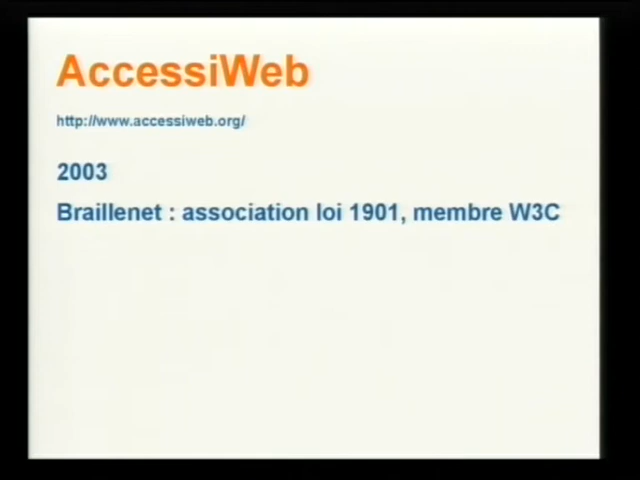 AccessiWeb
http://www.accessiweb.org/
2003
Braillenet : association loi 1901, membre W3C